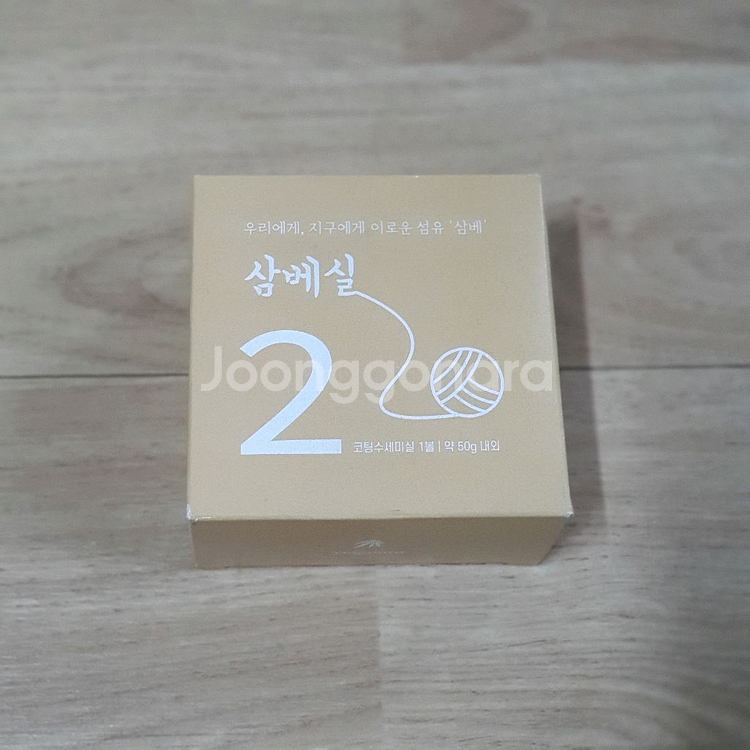 우리에게, 지구에게 이로운 섬유 '삼베'
삼베실
2
Joonggonara
코팅수세미실 1볼 | 약 50g 내외